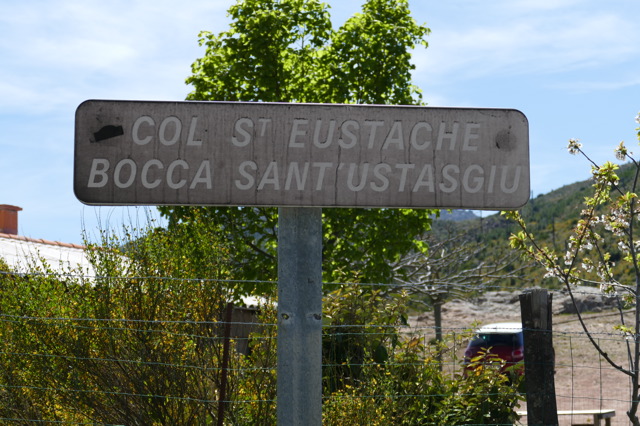 COL ST EUSTACHE
BOCCA SANT'USTASGIU